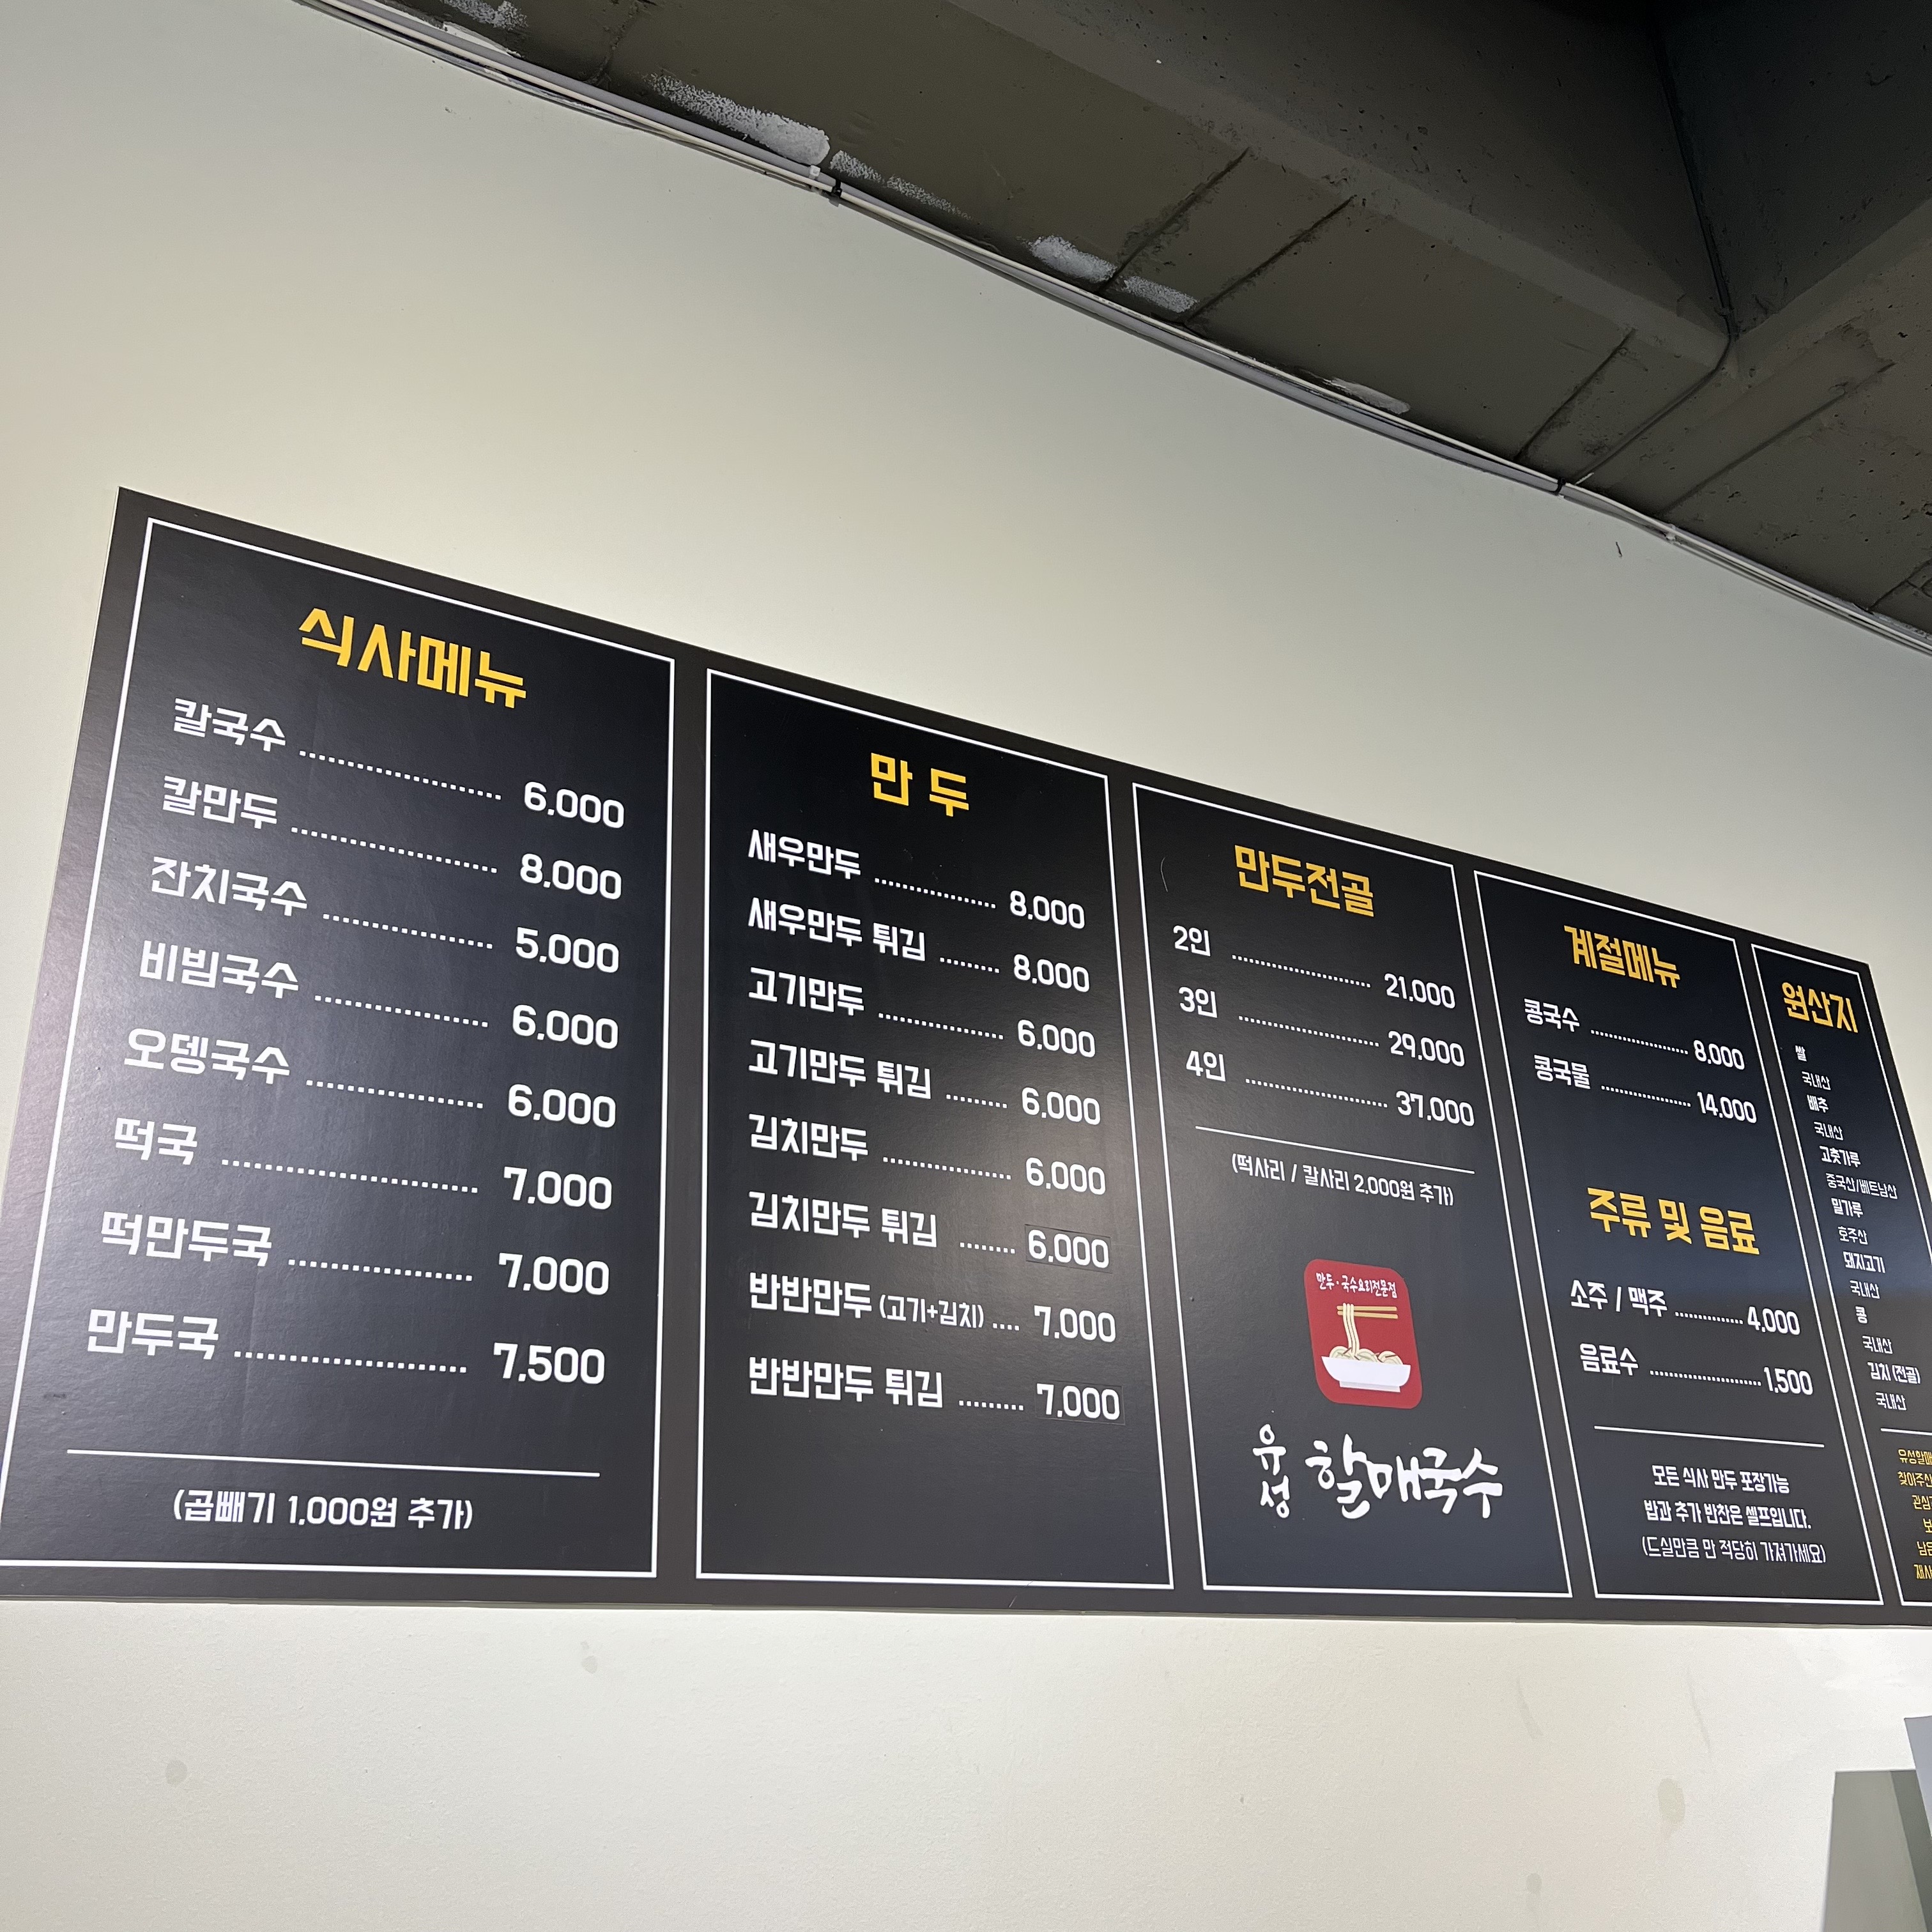 식사메뉴
칼국수 .................... 6,000
칼만두 .................... 8,000
잔치국수 ................ 5,000
비빔국수 ................ 6,000
오뎅국수 ................ 6,000
떡국 ........................ 7,000
떡만두국 ................ 7,000
만두국 .................... 7,500
(곱빼기 1,000원 추가)
만 두
새우만두 ................ 8,000
새우만두 튀김 ........ 8,000
고기만두 ................ 6,000
고기만두 튀김 ........ 6,000
김치만두 ................ 6,000
김치만두 튀김 ........ 6,000
반반만두 (고기+김치) .... 7,000
반반만두 튀김 ......... 7,000
만두전골
2인 .................... 21,000
3인 .................... 29,000
4인 .................... 37,000
(떡사리 / 칼사리 2,000원 추가)
만두·국수요리전문점
유성 할매국수
계절메뉴
콩국수 .................... 8,000
콩국물 .................... 14,000
주류 및 음료
소주 / 맥주 .............. 4,000
음료수 .................... 1,500
모든 식사 만두 포장가능
밥과 추가 반찬은 셀프입니다.
(드실만큼 만 적당히 가져가세요)
원산지
쌀
국내산
배추
국내산
고춧가루
중국산/베트남산
밀가루
호주산
돼지고기
국내산
콩
국내산
김치 (전골)
국내산
유성할매
찾아주신
관심